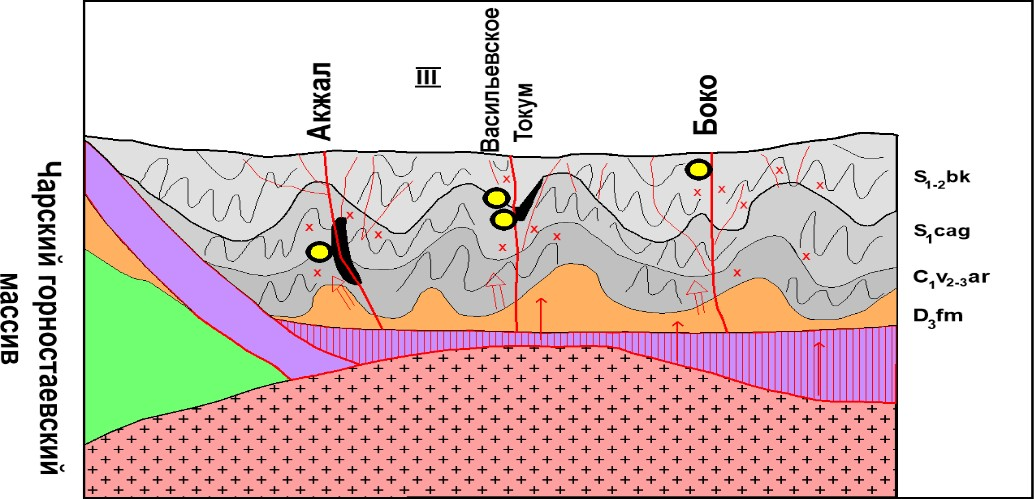 III
Акжал
Васильевское
Токум
Боко
S₁₋₂bk
S₁cag
C₁v₂₋₃ar
D₃fm
Чарский горностаевский
массив